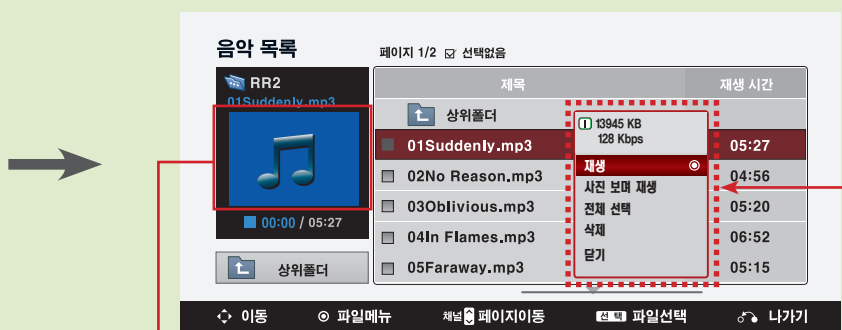 음악 목록
페이지 1/2 ☑ 선택없음
RR2
01Suddenly.mp3
00:00 / 05:27
상위폴더
제목 재생 시간
상위폴더
01Suddenly.mp3 05:27
02No Reason.mp3 04:56
03Oblivious.mp3 05:20
04In Flames.mp3 06:52
05Faraway.mp3 05:15
13945 KB
128 Kbps
재생
사진 보며 재생
전체 선택
삭제
닫기
이동 파일메뉴 채널 페이지이동 선택 파일선택 나가기